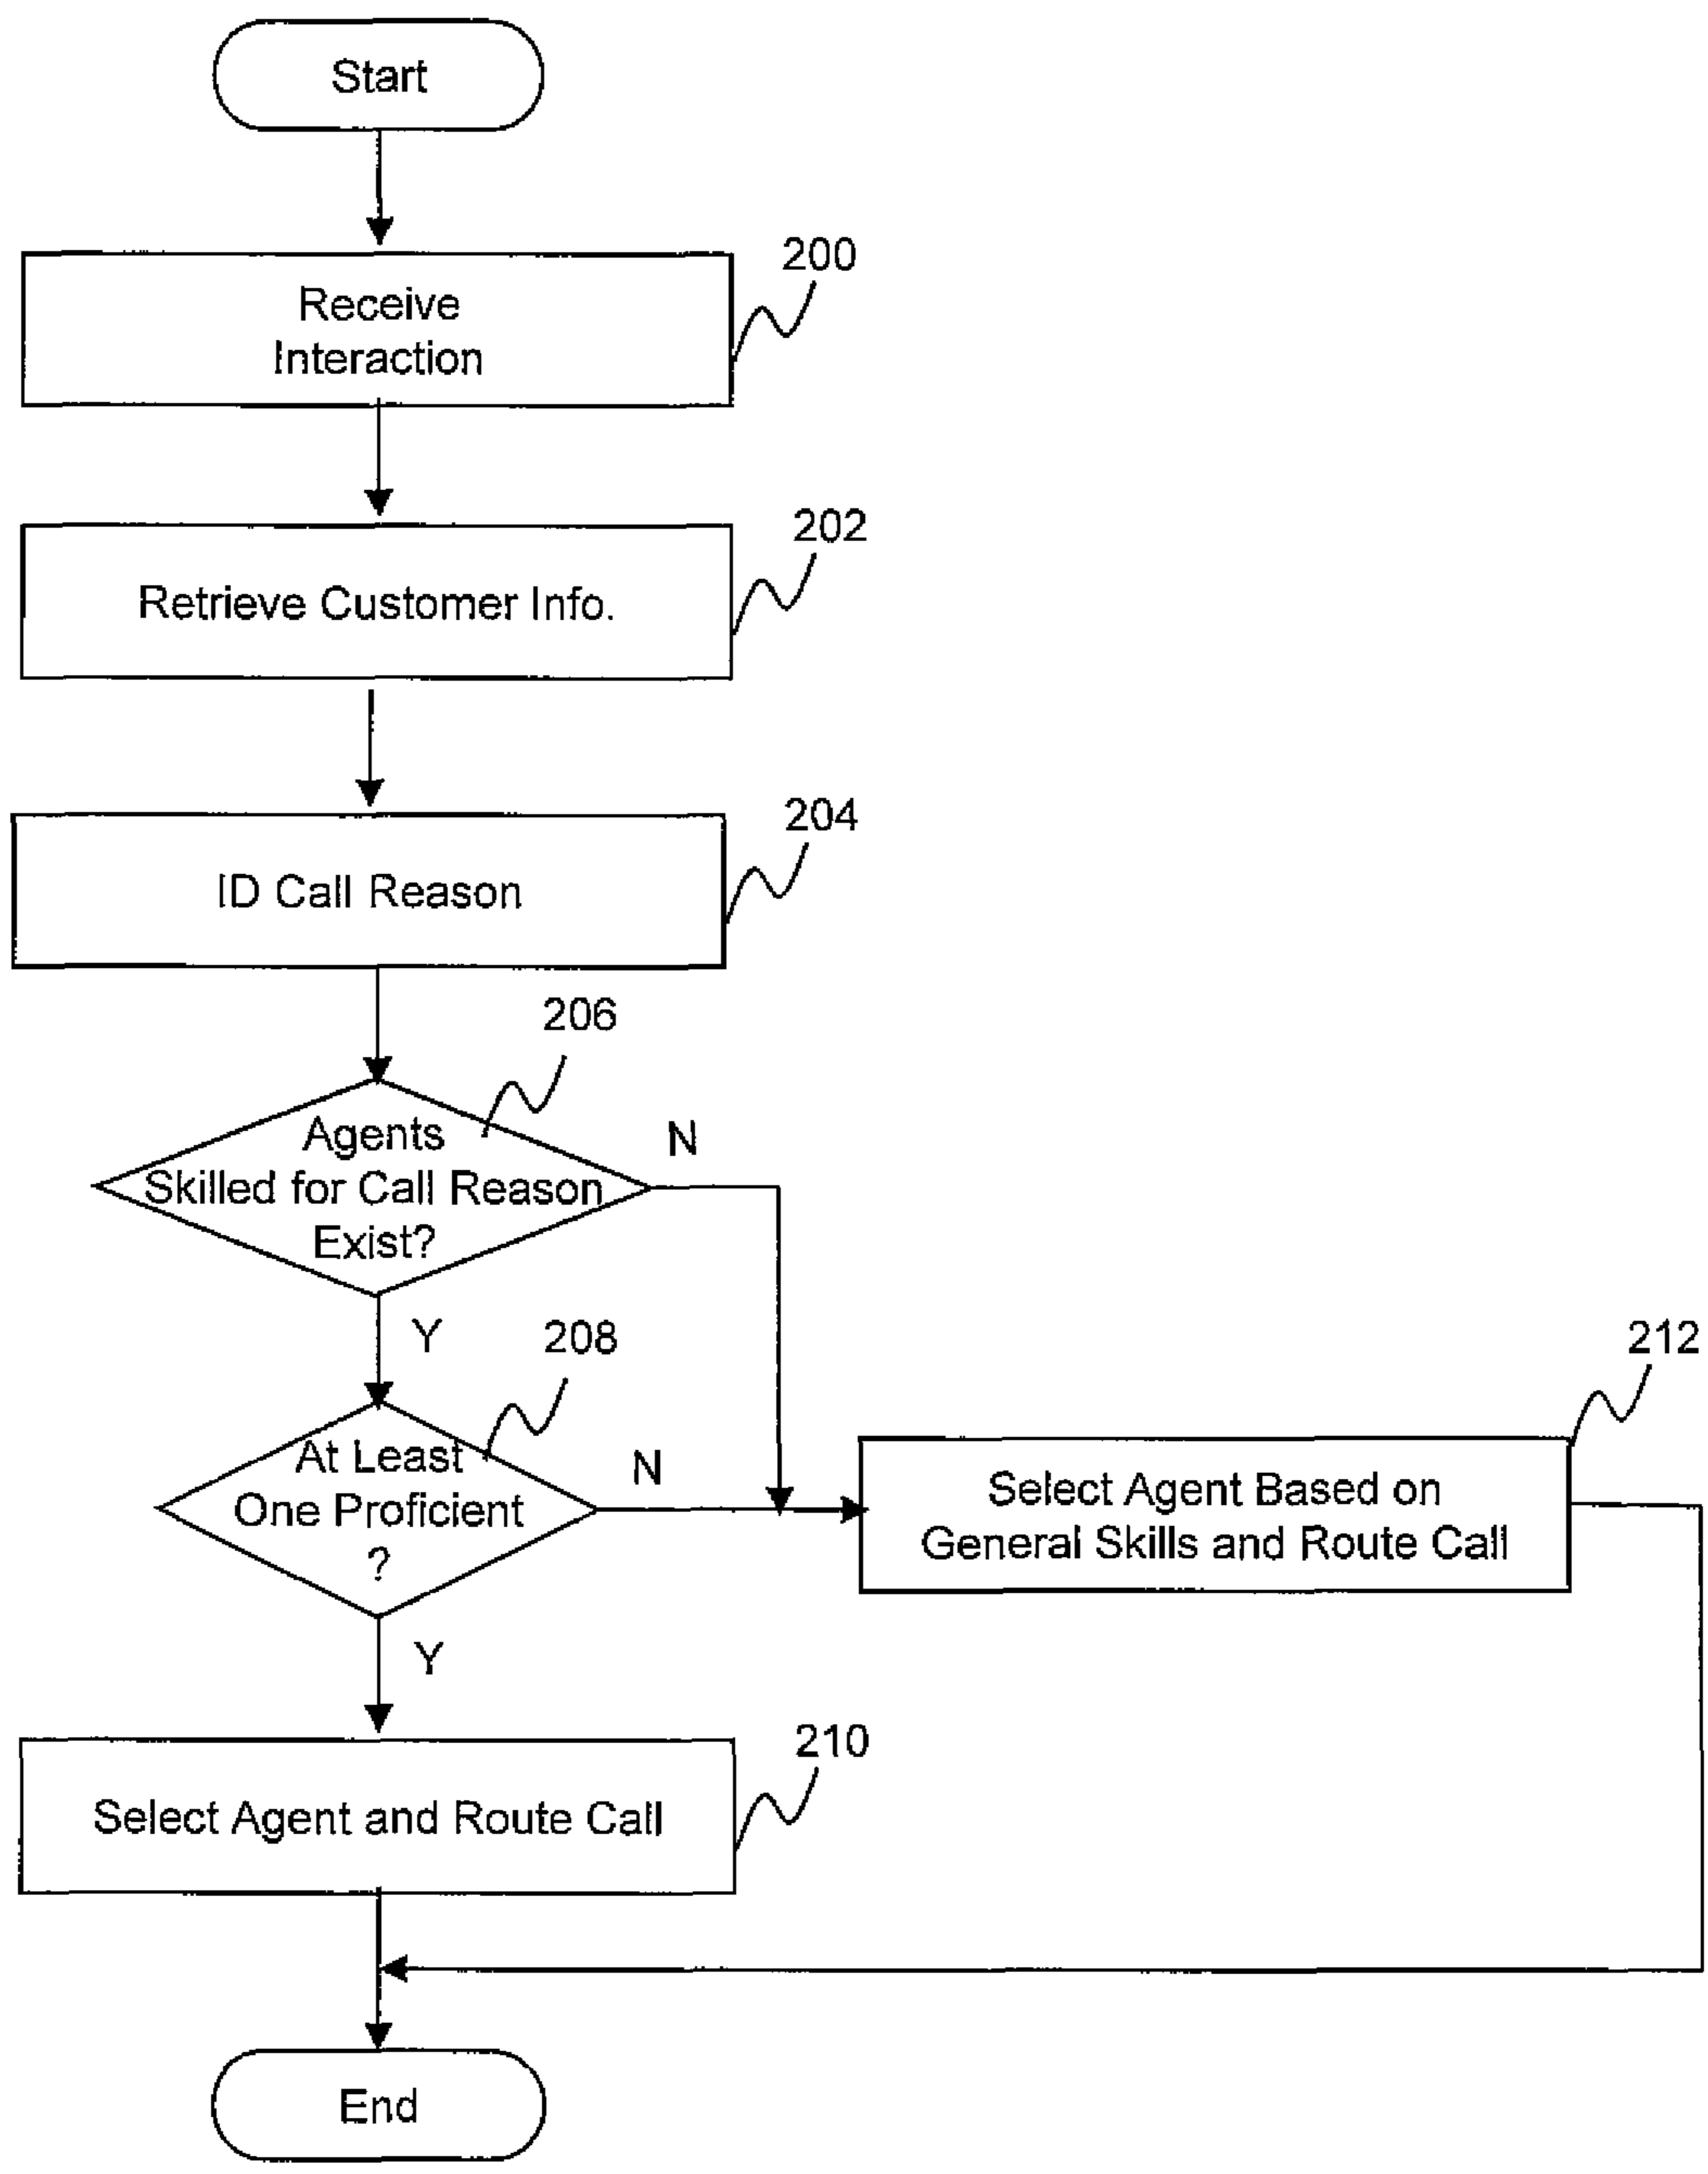 Start
200
Receive
Interaction
202
Retrieve Customer Info.
204
ID Call Reason
206
Agents
Skilled for Call Reason
Exist?
N
Y
208
At Least
One Proficient
?
N
212
Select Agent Based on
General Skills and Route Call
Y
210
Select Agent and Route Call
End